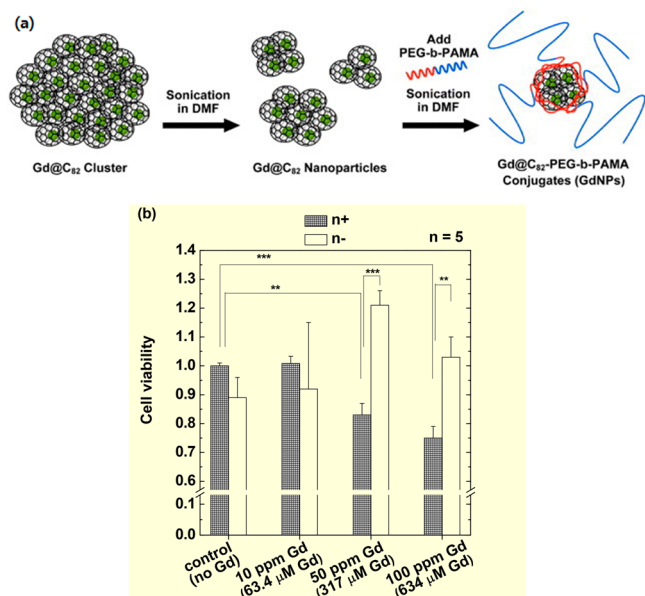 (a)
Add
PEG-b-PAMA
Sonication
in DMF
Sonication
in DMF
Gd@C₈₂ Cluster
Gd@C₈₂ Nanoparticles
Gd@C₈₂-PEG-b-PAMA
Conjugates (GdNPs)
(b)
n+
n-
n = 5
1.4
1.3
1.2
1.1
1.0
0.9
0.8
0.7
0.6
0.1
0.0
***
**
***
**
Cell viability
control
(no Gd)
10 ppm Gd
(63.4 µM Gd)
50 ppm Gd
(317 µM Gd)
100 ppm Gd
(634 µM Gd)